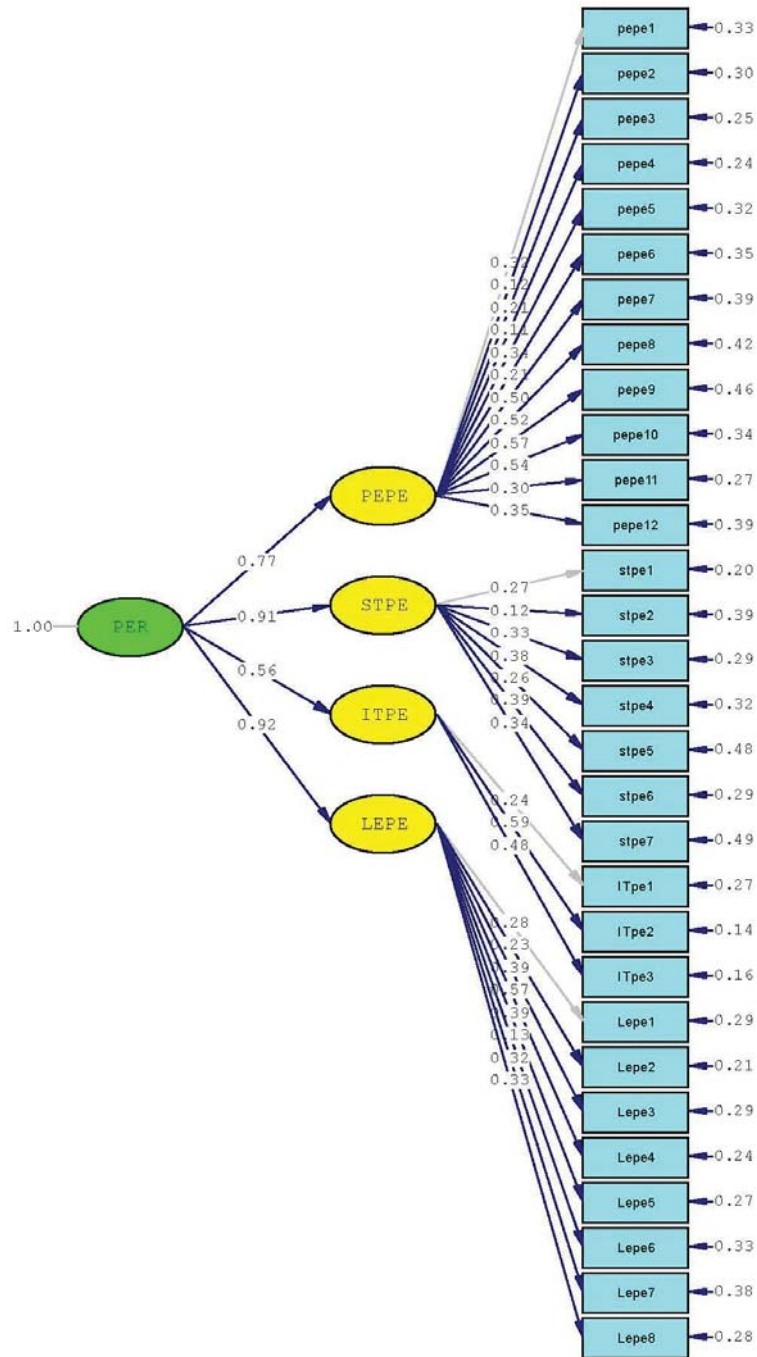 pepe1 0.33
pepe2 0.30
pepe3 0.25
pepe4 0.24
pepe5 0.32
pepe6 0.35
pepe7 0.39
pepe8 0.42
pepe9 0.46
pepe10 0.34
pepe11 0.27
pepe12 0.39
stpe1 0.20
stpe2 0.39
stpe3 0.29
stpe4 0.32
stpe5 0.48
stpe6 0.29
stpe7 0.49
ITpe1 0.27
ITpe2 0.14
ITpe3 0.16
Lepe1 0.29
Lepe2 0.21
Lepe3 0.29
Lepe4 0.24
Lepe5 0.27
Lepe6 0.33
Lepe7 0.38
Lepe8 0.28
0.32
0.12
0.21
0.11
0.34
0.21
0.50
0.52
0.57
0.54
0.30
0.35
0.27
0.12
0.33
0.38
0.26
0.39
0.34
0.24
0.59
0.48
0.28
0.23
0.39
0.57
0.39
0.13
0.32
0.33
PEPE
STPE
ITPE
LEPE
0.77
0.91
0.56
0.92
1.00 PER